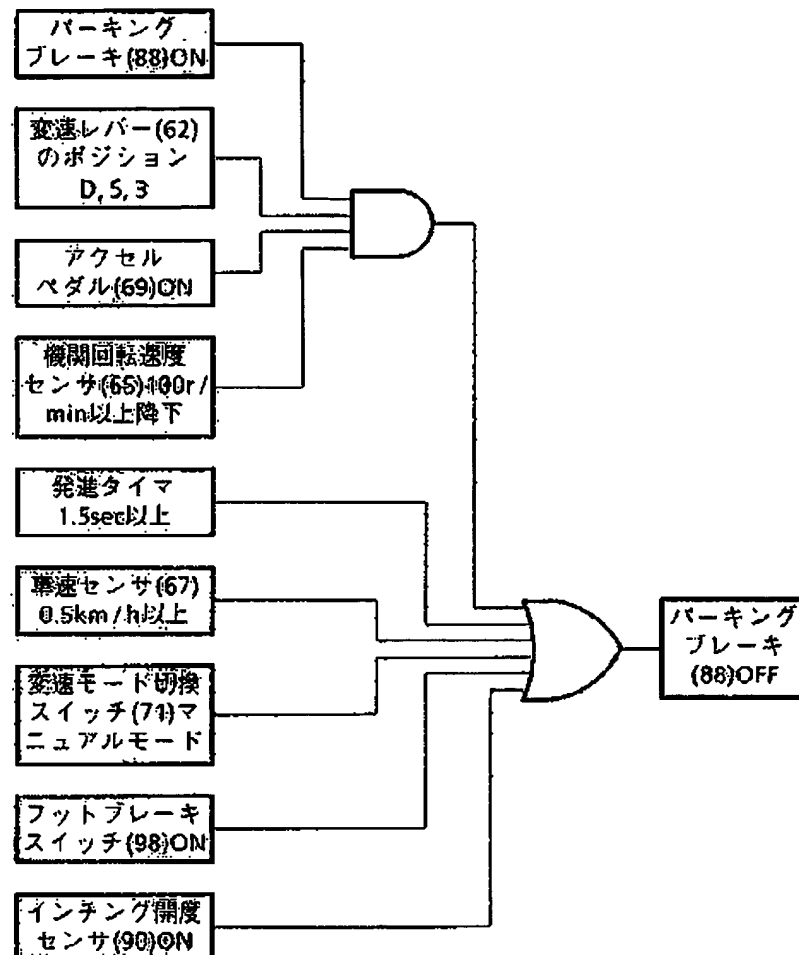 パーキング
ブレーキ(88)ON
変速レバー(62)
のポジション
D, S, 3
アクセル
ペダル(69)ON
機関回転速度
センサ(65)100r/
min以上降下
発進タイマ
1.5sec以上
車速センサ(67)
0.5km/h以上
変速モード切換
スイッチ(71)マ
ニュアルモード
フットブレーキ
スイッチ(98)ON
インチング開度
センサ(90)ON
パーキング
ブレーキ
(88)OFF